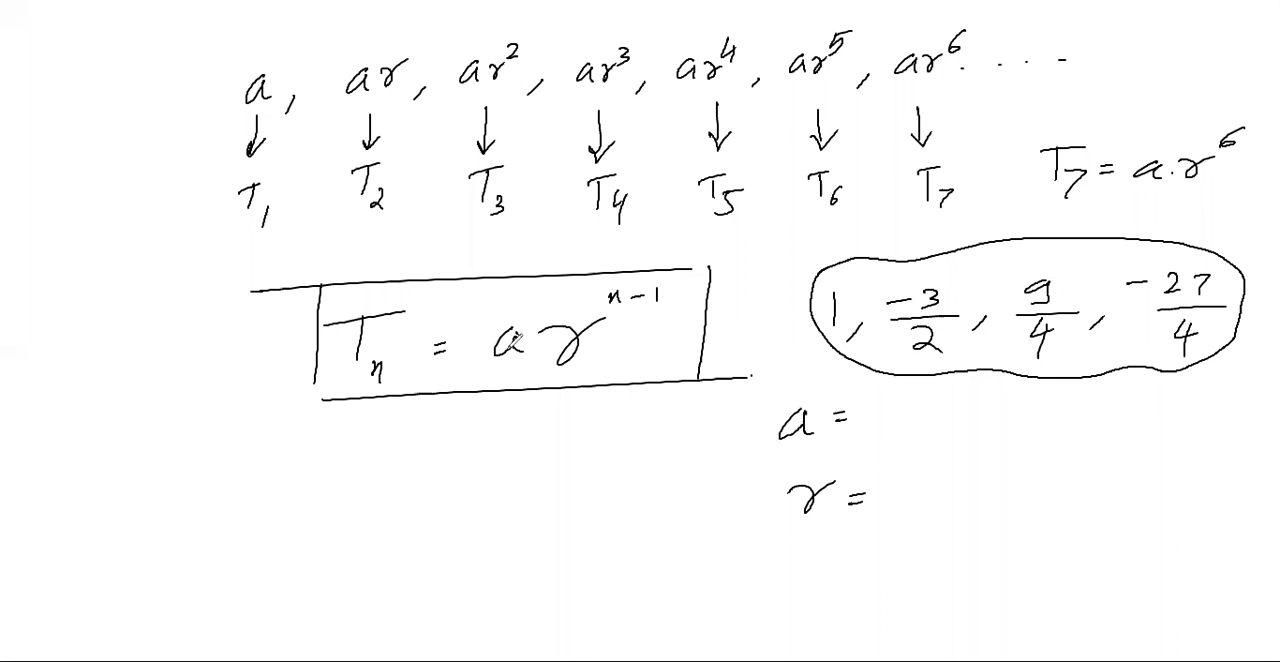 a, ar, ar², ar³, ar⁴, ar⁵, ar⁶. . . . -
↓ ↓ ↓ ↓ ↓ ↓ ↓
T₁ T₂ T₃ T₄ T₅ T₆ T₇ T₇ = a.r⁶
Tₙ = a rⁿ⁻¹
1, -3/2, 9/4, -27/4
a =
r =